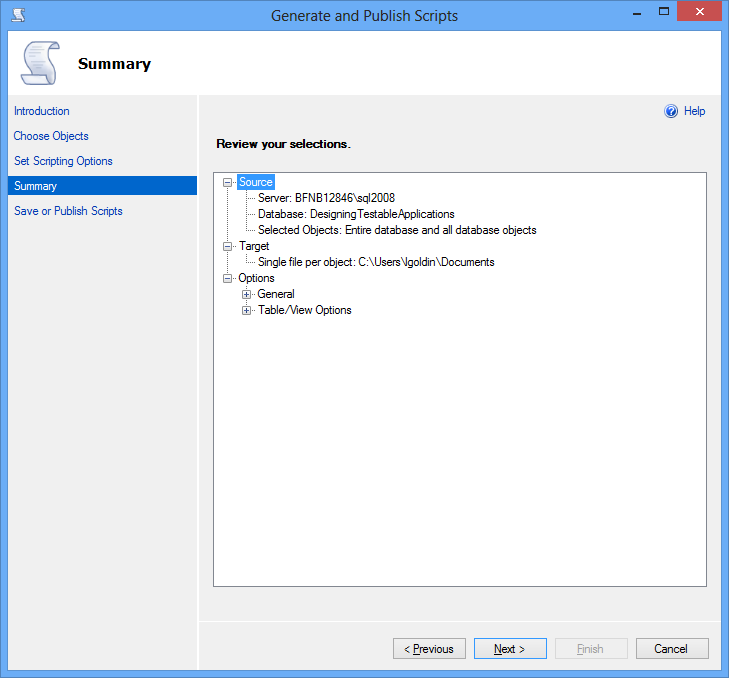 Generate and Publish Scripts
Summary
Introduction
Choose Objects
Set Scripting Options
Summary
Save or Publish Scripts
Help
Review your selections.
Source
Server: BFNB12846\sql2008
Database: DesigningTestableApplications
Selected Objects: Entire database and all database objects
Target
Single file per object: C:\Users\lgoldin\Documents
Options
General
Table/View Options
< Previous
Next >
Finish
Cancel